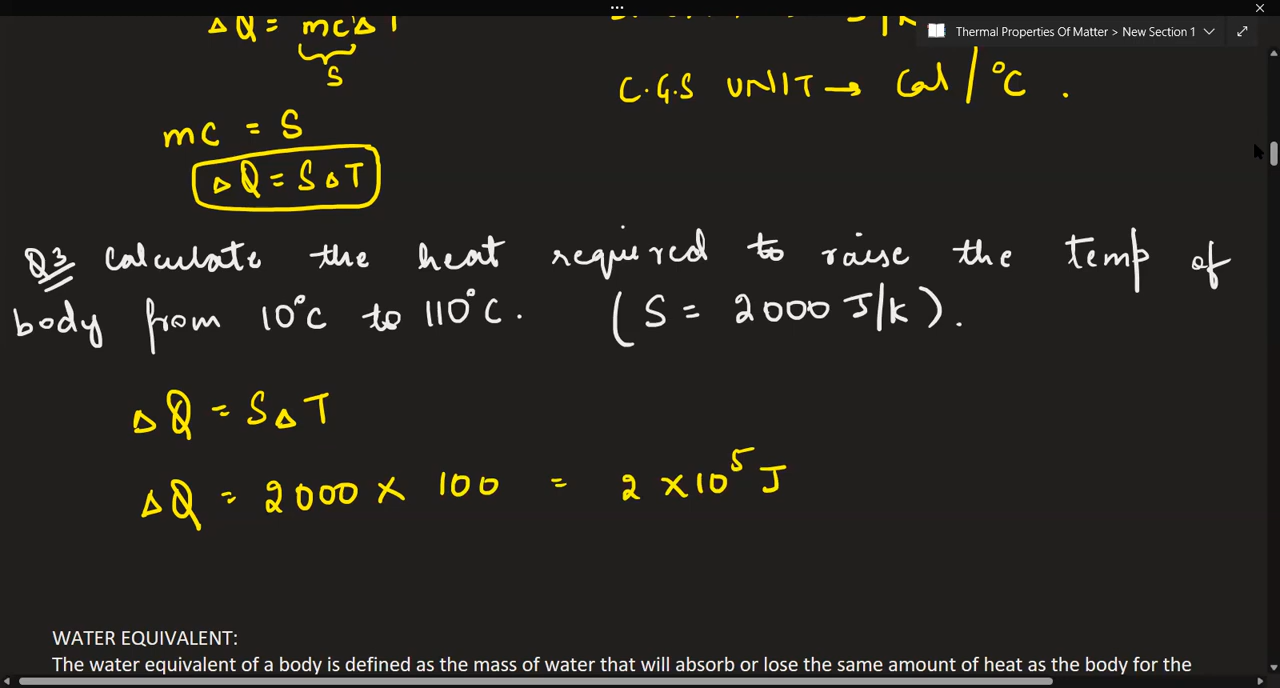 ΔQ = mcΔT
S
C.G.S UNIT → Cal / °C .
Thermal Properties Of Matter > New Section 1
mc = S
ΔQ = SΔT
Q3 Calculate the heat required to raise the temp of
body from 10°C to 110°C. (S = 2000 J/K).
ΔQ = SΔT
ΔQ = 2000 × 100 = 2 × 10⁵ J
WATER EQUIVALENT:
The water equivalent of a body is defined as the mass of water that will absorb or lose the same amount of heat as the body for the